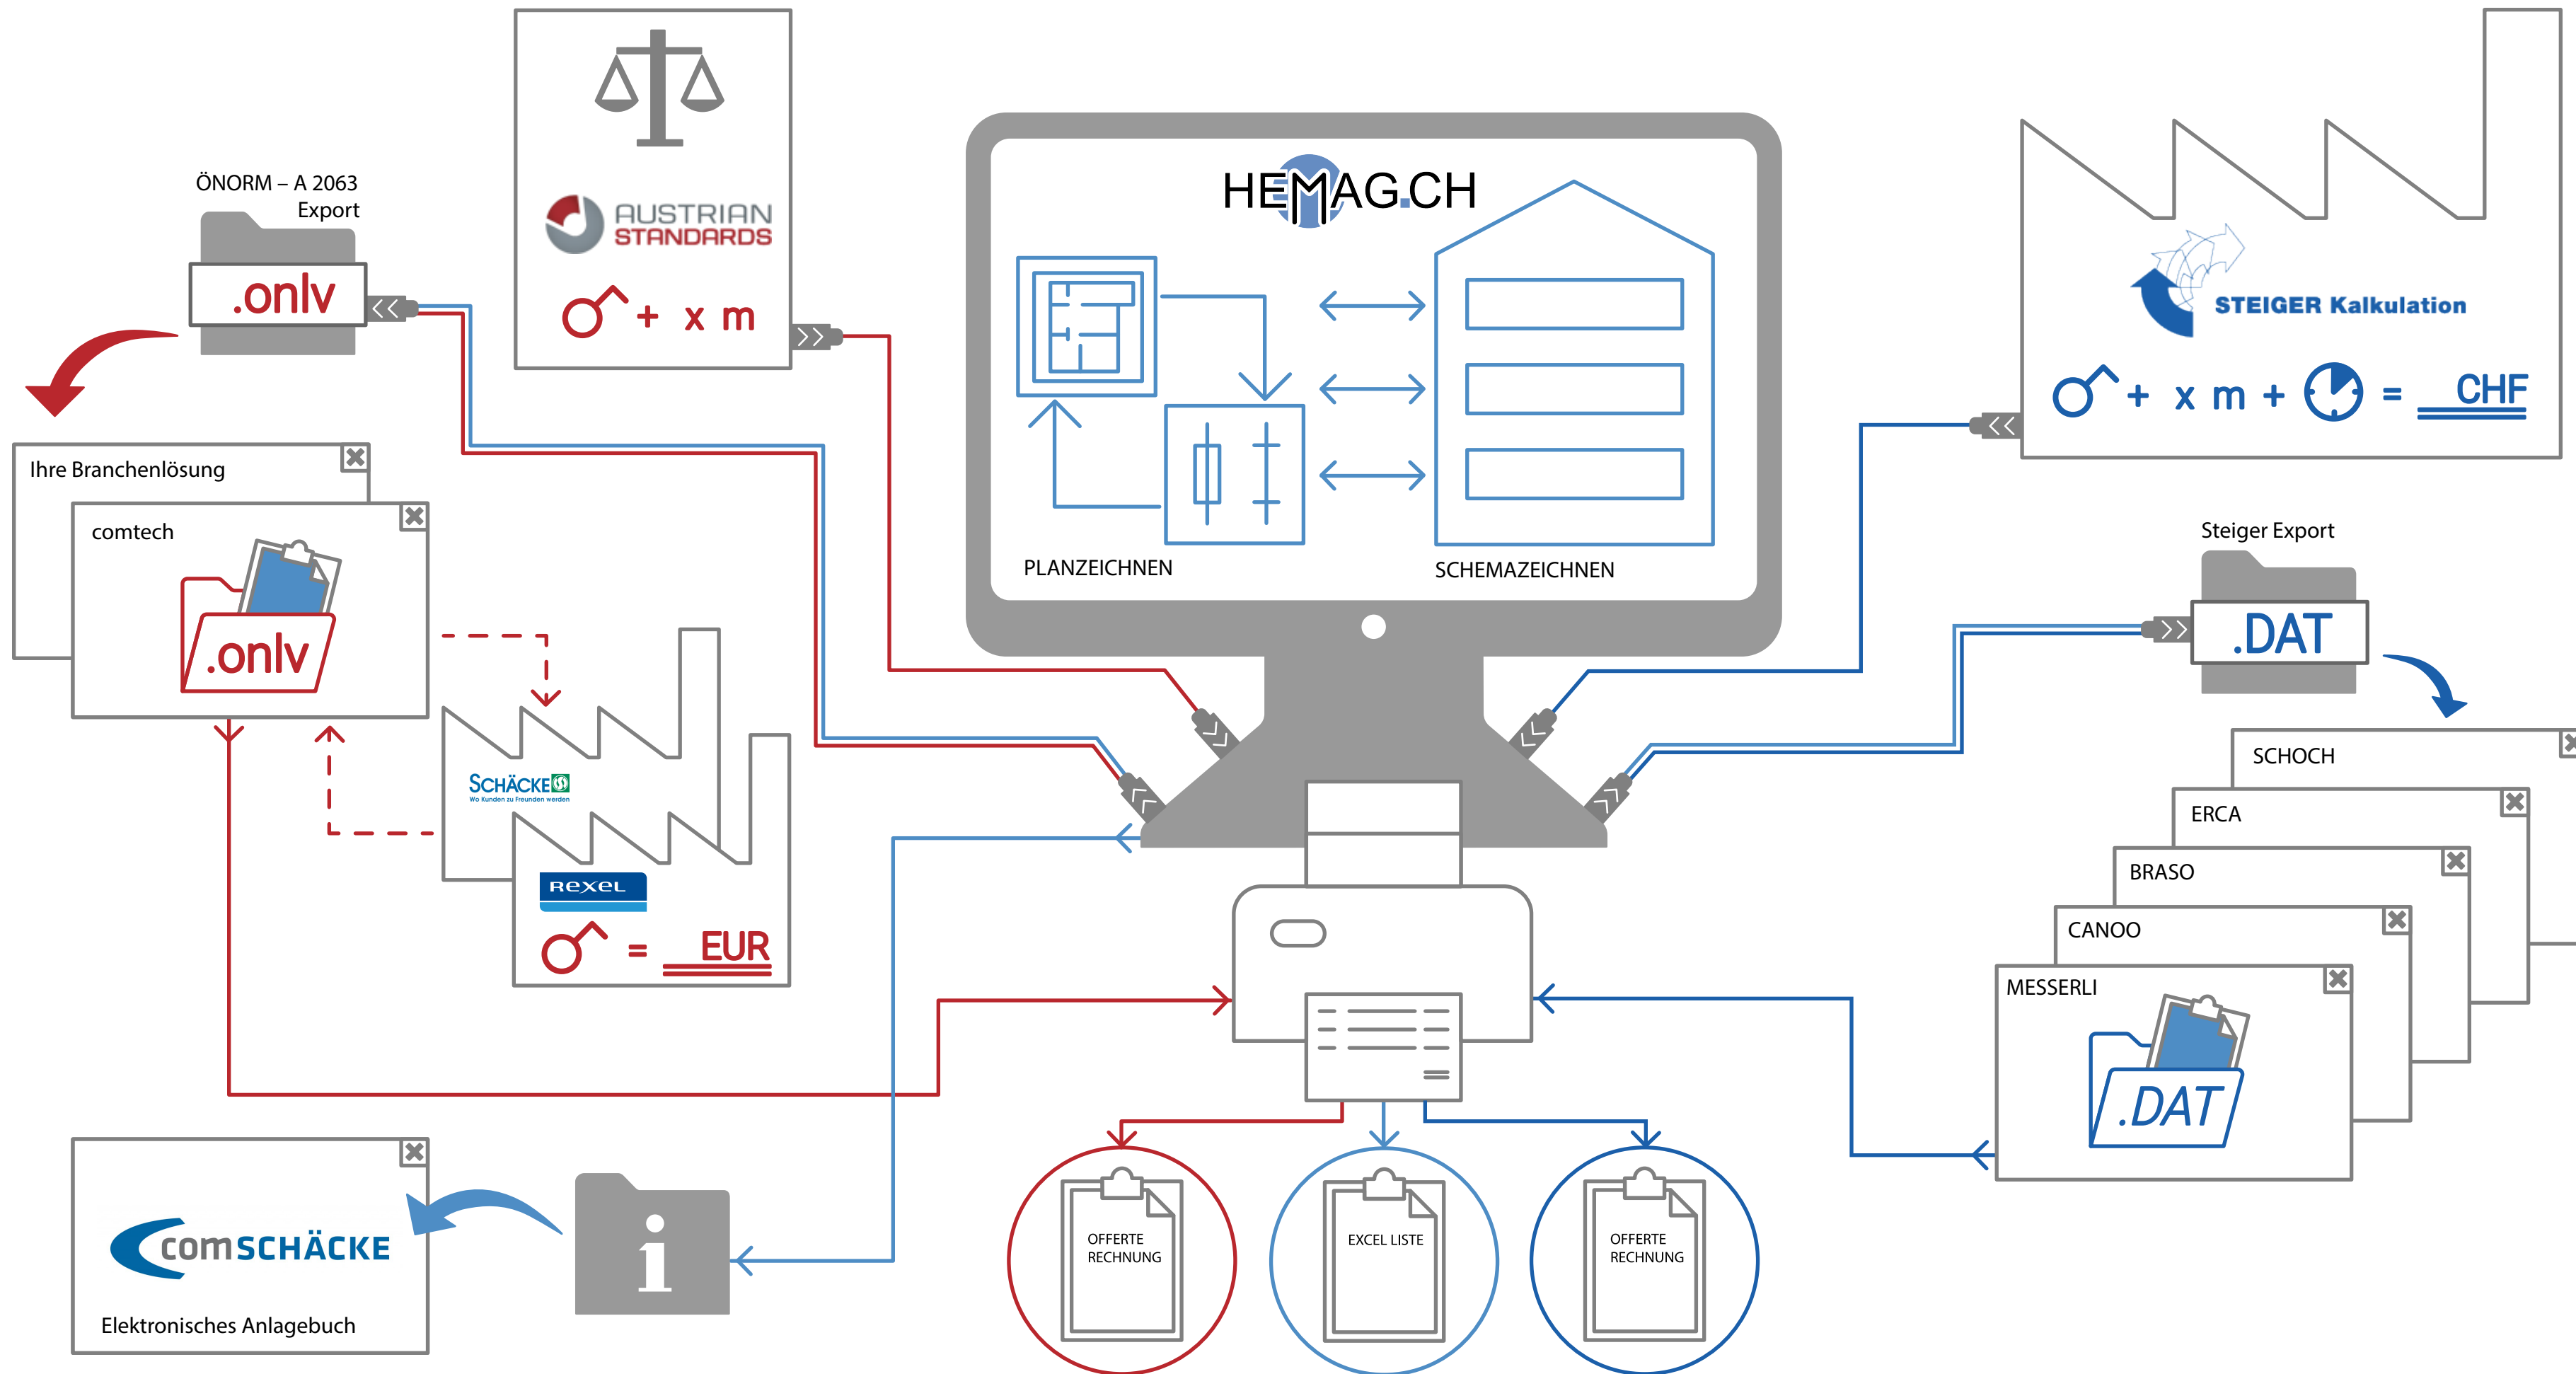 ÖNORM – A 2063
Export
.onlv
AUSTRIAN
STANDARDS
+ x m
HEMAG.CH
PLANZEICHNEN
SCHEMAZEICHNEN
STEIGER Kalkulation
+ x m + = CHF
Ihre Branchenlösung
comtech
.onlv
SCHÄCKE
Wo Kunden zu Freunden werden
REXEL
= EUR
Steiger Export
.DAT
SCHOCH
ERCA
BRASO
CANOO
MESSERLI
.DAT
comSCHÄCKE
Elektronisches Anlagebuch
i
OFFERTE
RECHNUNG
EXCEL LISTE
OFFERTE
RECHNUNG